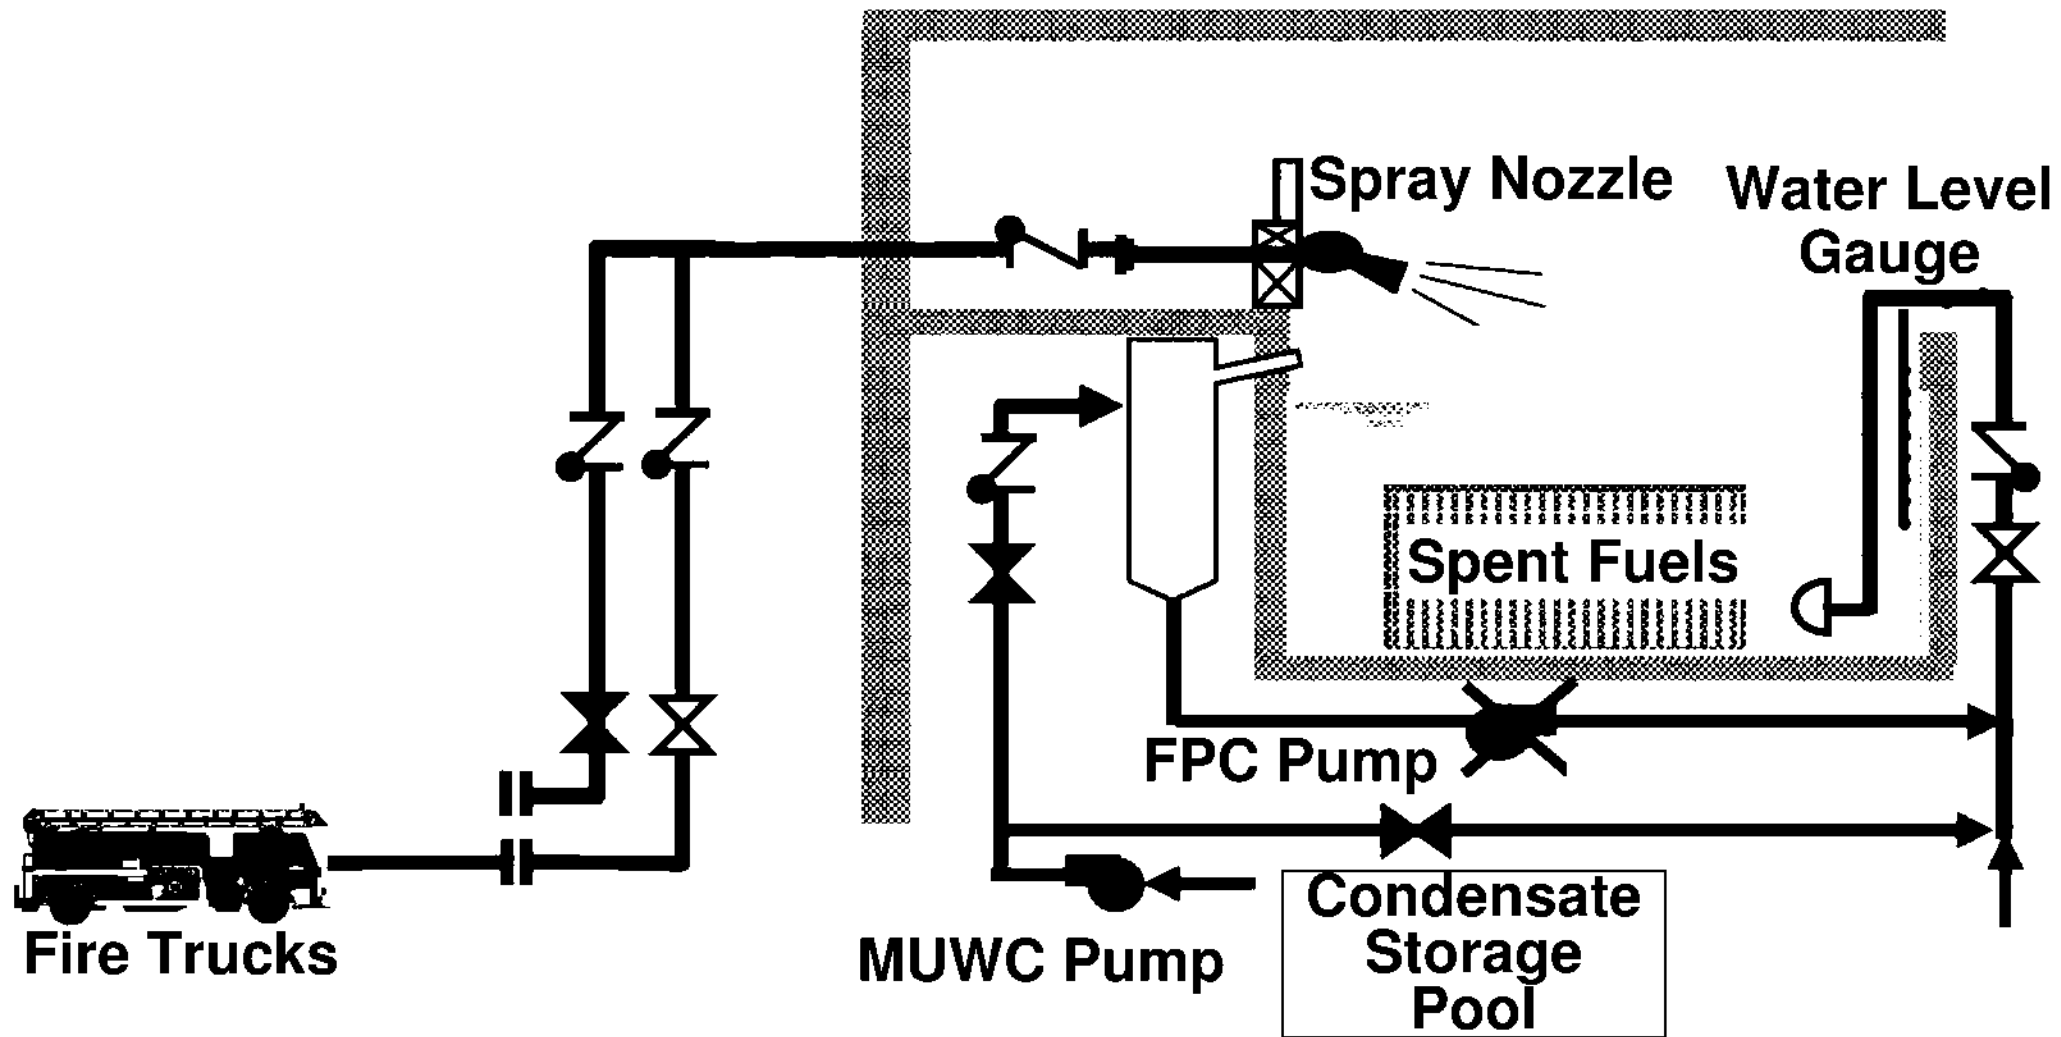 Spray Nozzle
Water Level
Gauge
Spent Fuels
FPC Pump
Fire Trucks
MUWC Pump
Condensate
Storage
Pool